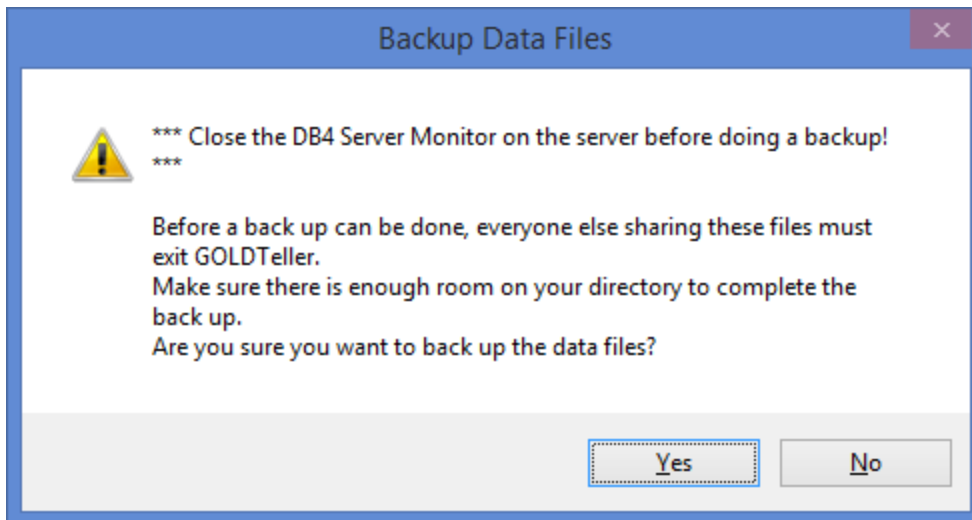 Backup Data Files
*** Close the DB4 Server Monitor on the server before doing a backup!
***
Before a back up can be done, everyone else sharing these files must
exit GOLDTeller.
Make sure there is enough room on your directory to complete the
back up.
Are you sure you want to back up the data files?
Yes
No